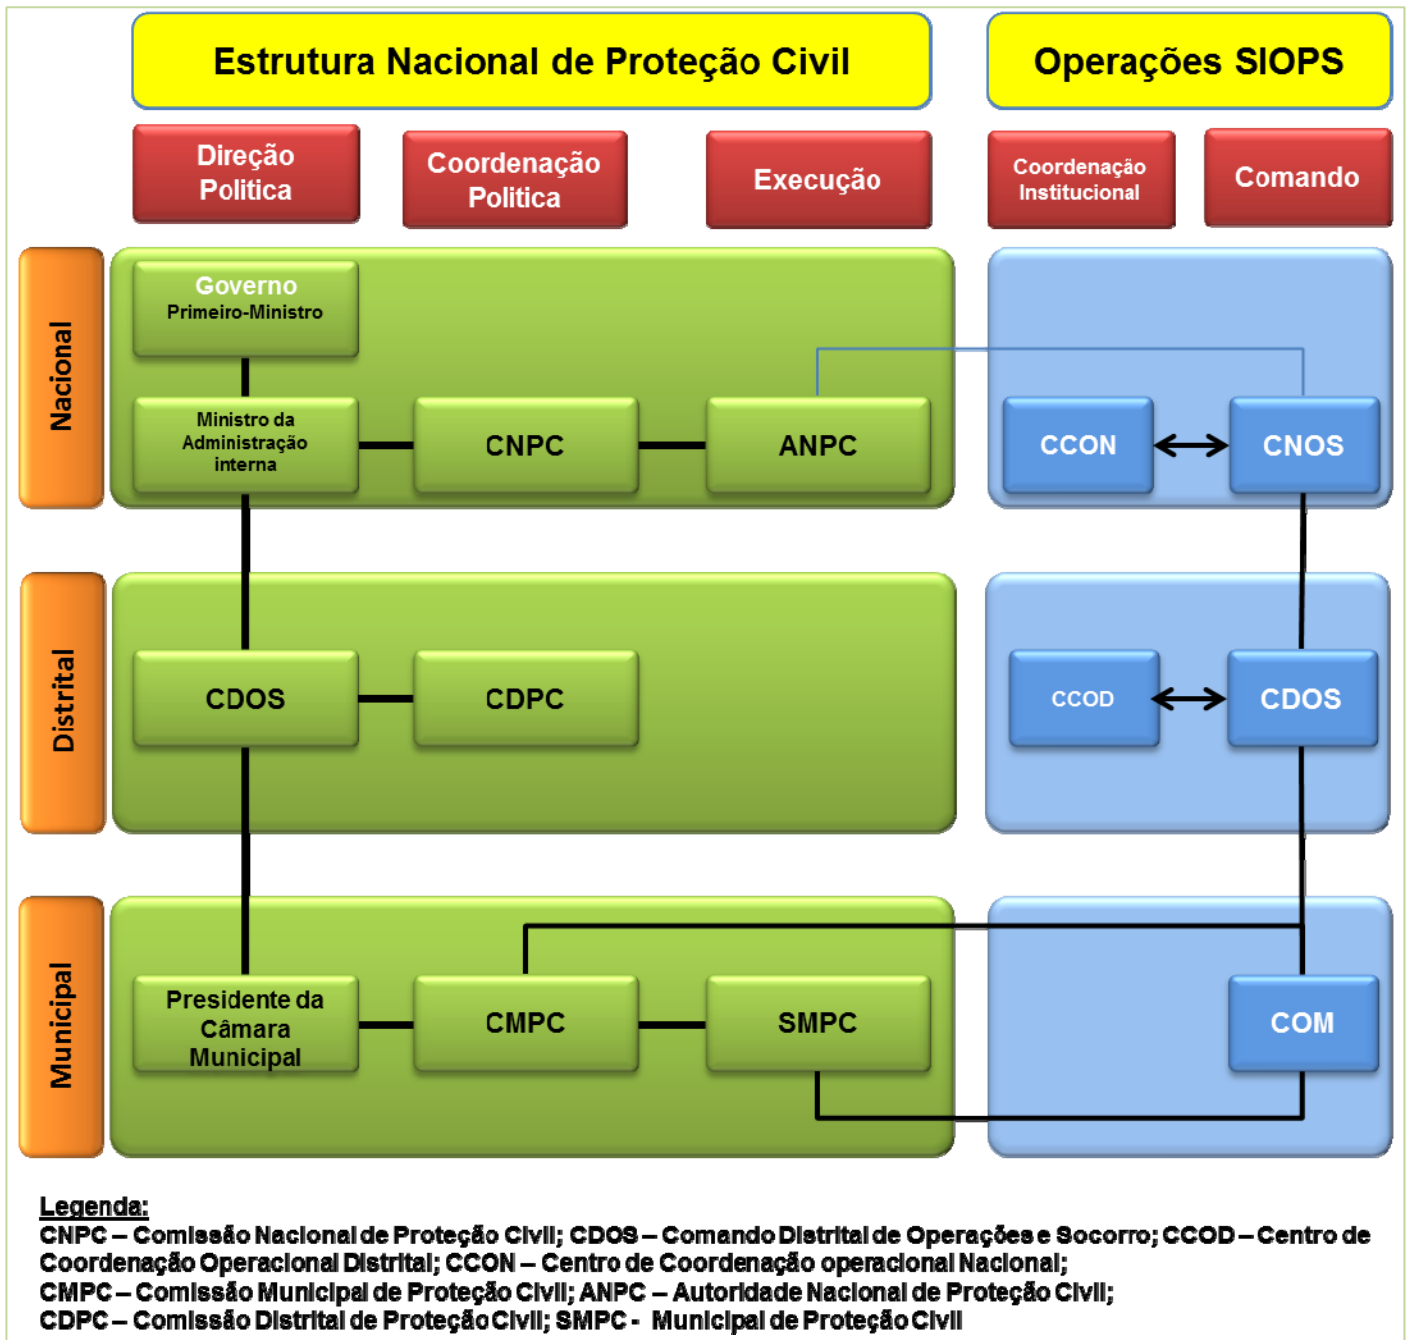 Estrutura Nacional de Proteção Civil
Operações SIOPS
Direção
Politica
Coordenação
Politica
Execução
Coordenação
Institucional
Comando
Nacional
Governo
Primeiro-Ministro
Ministro da
Administração
interna
CNPC
ANPC
CCON
CNOS
Distrital
CDOS
CDPC
CCOD
CDOS
Municipal
Presidente da
Câmara
Municipal
CMPC
SMPC
COM
Legenda:
CNPC – Comissão Nacional de Proteção Civil; CDOS – Comando Distrital de Operações e Socorro; CCOD – Centro de
Coordenação Operacional Distrital; CCON – Centro de Coordenação operacional Nacional;
CMPC – Comissão Municipal de Proteção Civil; ANPC – Autoridade Nacional de Proteção Civil;
CDPC – Comissão Distrital de Proteção Civil; SMPC - Municipal de Proteção Civil